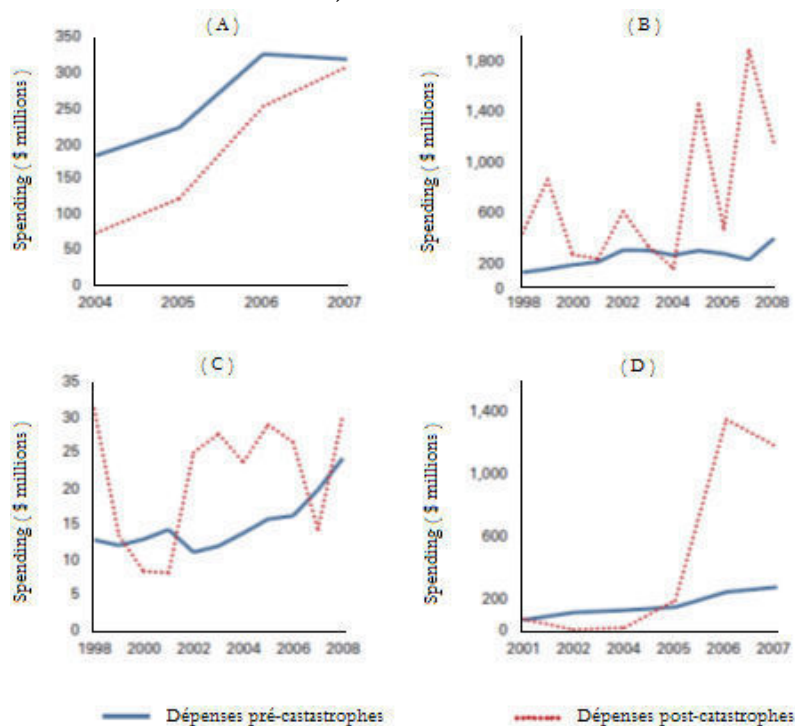 ( A )
Spending ( $ millions )
350
300
250
200
150
100
50
0
2004 2005 2006 2007
( B )
Spending ( $ millions )
1,800
1,400
1,000
600
200
0
1998 2000 2002 2004 2006 2008
( C )
Spending ( $ millions )
35
30
25
20
15
10
5
0
1998 2000 2002 2004 2006 2008
( D )
Spending ( $ millions )
1,400
1,000
600
200
0
2001 2002 2004 2005 2006 2007
Dépenses pré-castastrophes
Dépenses post-catastrophes